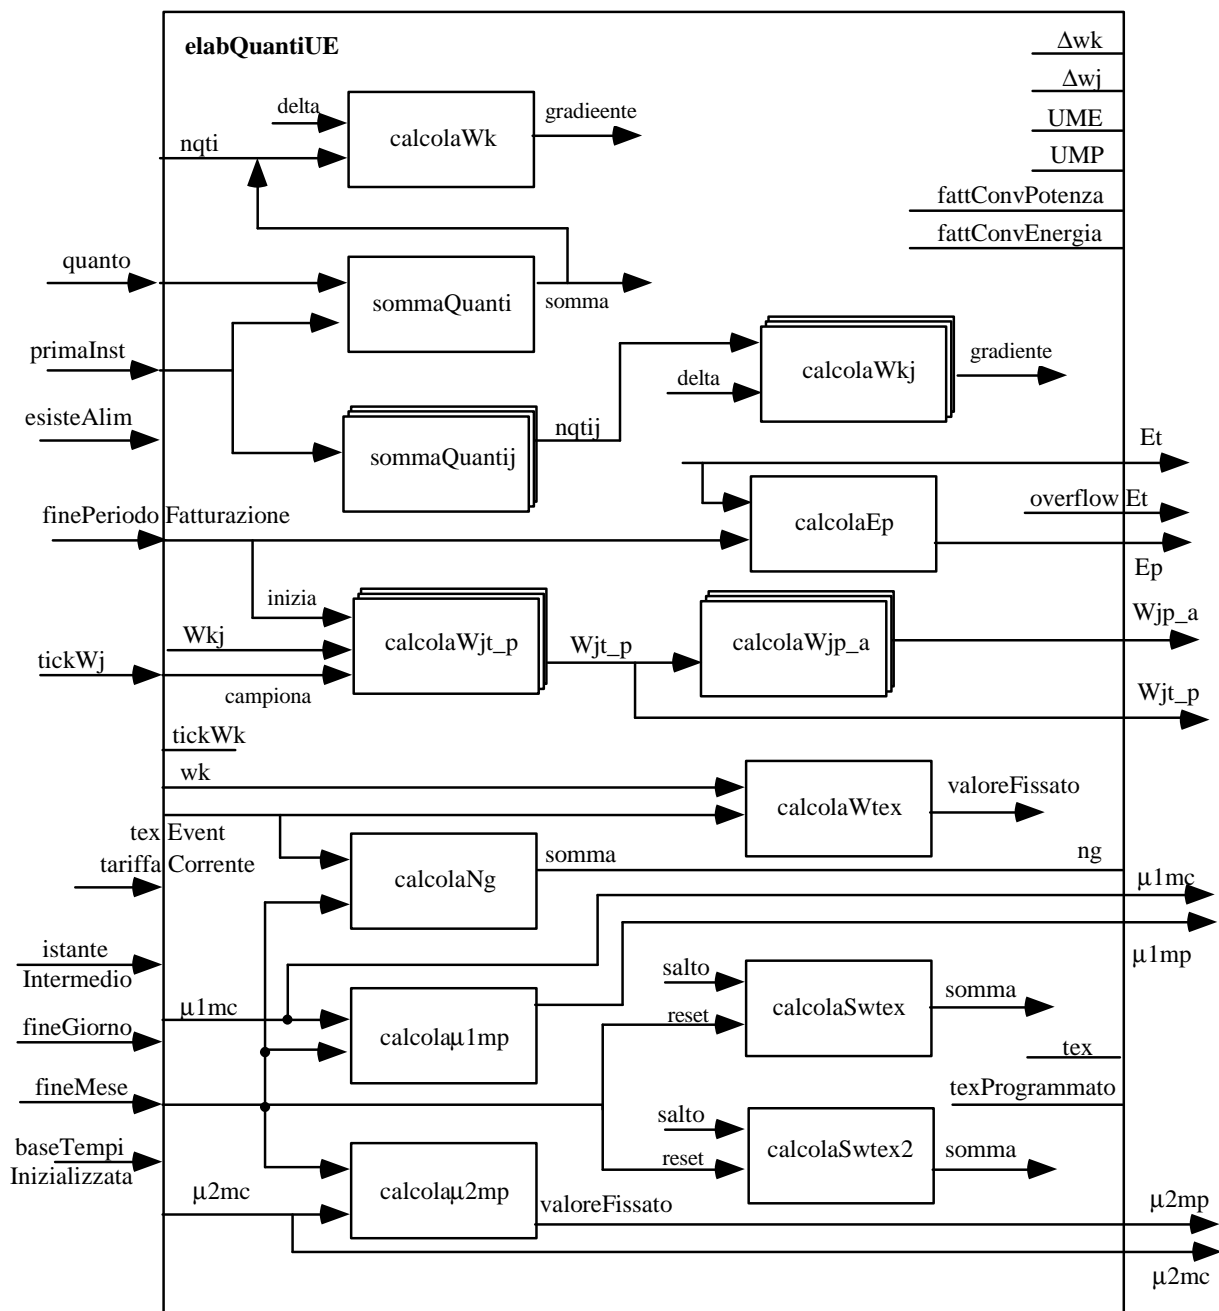 elabQuantiUE
Δwk
Δwj
delta
gradieente
calcolaWk
UME
nqti
UMP
fattConvPotenza
fattConvEnergia
quanto
sommaQuanti
somma
primaInst
calcolaWkj
gradiente
delta
esisteAlim
nqtij
sommaQuantij
Et
overflow Et
finePeriodo Fatturazione
calcolaEp
Ep
inizia
Wjp_a
Wkj
calcolaWjt_p
Wjt_p
calcolaWjp_a
tickWj
campiona
Wjt_p
tickWk
wk
calcolaWtex
valoreFissato
tex Event
tariffa Corrente
somma
ng
calcolaNg
µ1mc
istante
Intermedio
µ1mp
salto
calcolaSwtex
somma
µ1mc
reset
fineGiorno
calcolaµ1mp
tex
fineMese
texProgrammato
salto
baseTempi
Inizializzata
calcolaSwtex2
reset
somma
µ2mc
calcolaµ2mp
valoreFissato
µ2mp
µ2mc